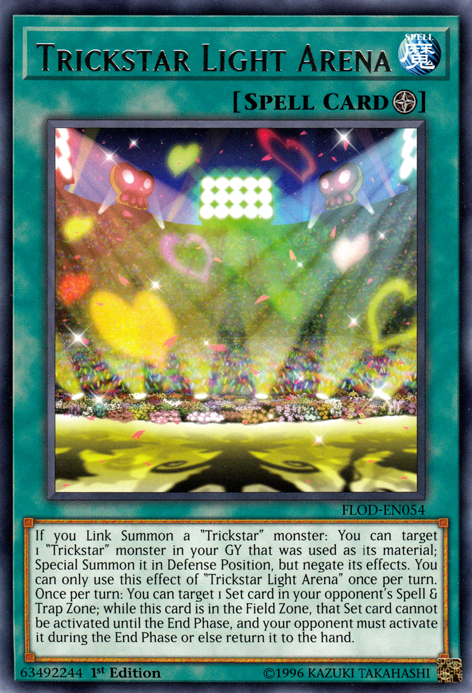 TRICKSTAR LIGHT ARENA
SPELL
魔
[SPELL CARD]
FLOD-EN054
If you Link Summon a "Trickstar" monster: You can target
1 "Trickstar" monster in your GY that was used as its material;
Special Summon it in Defense Position, but negate its effects. You
can only use this effect of "Trickstar Light Arena" once per turn.
Once per turn: You can target 1 Set card in your opponent's Spell &
Trap Zone; while this card is in the Field Zone, that Set card cannot
be activated until the End Phase, and your opponent must activate
it during the End Phase or else return it to the hand.
63492244 1st Edition ©1996 KAZUKI TAKAHASHI